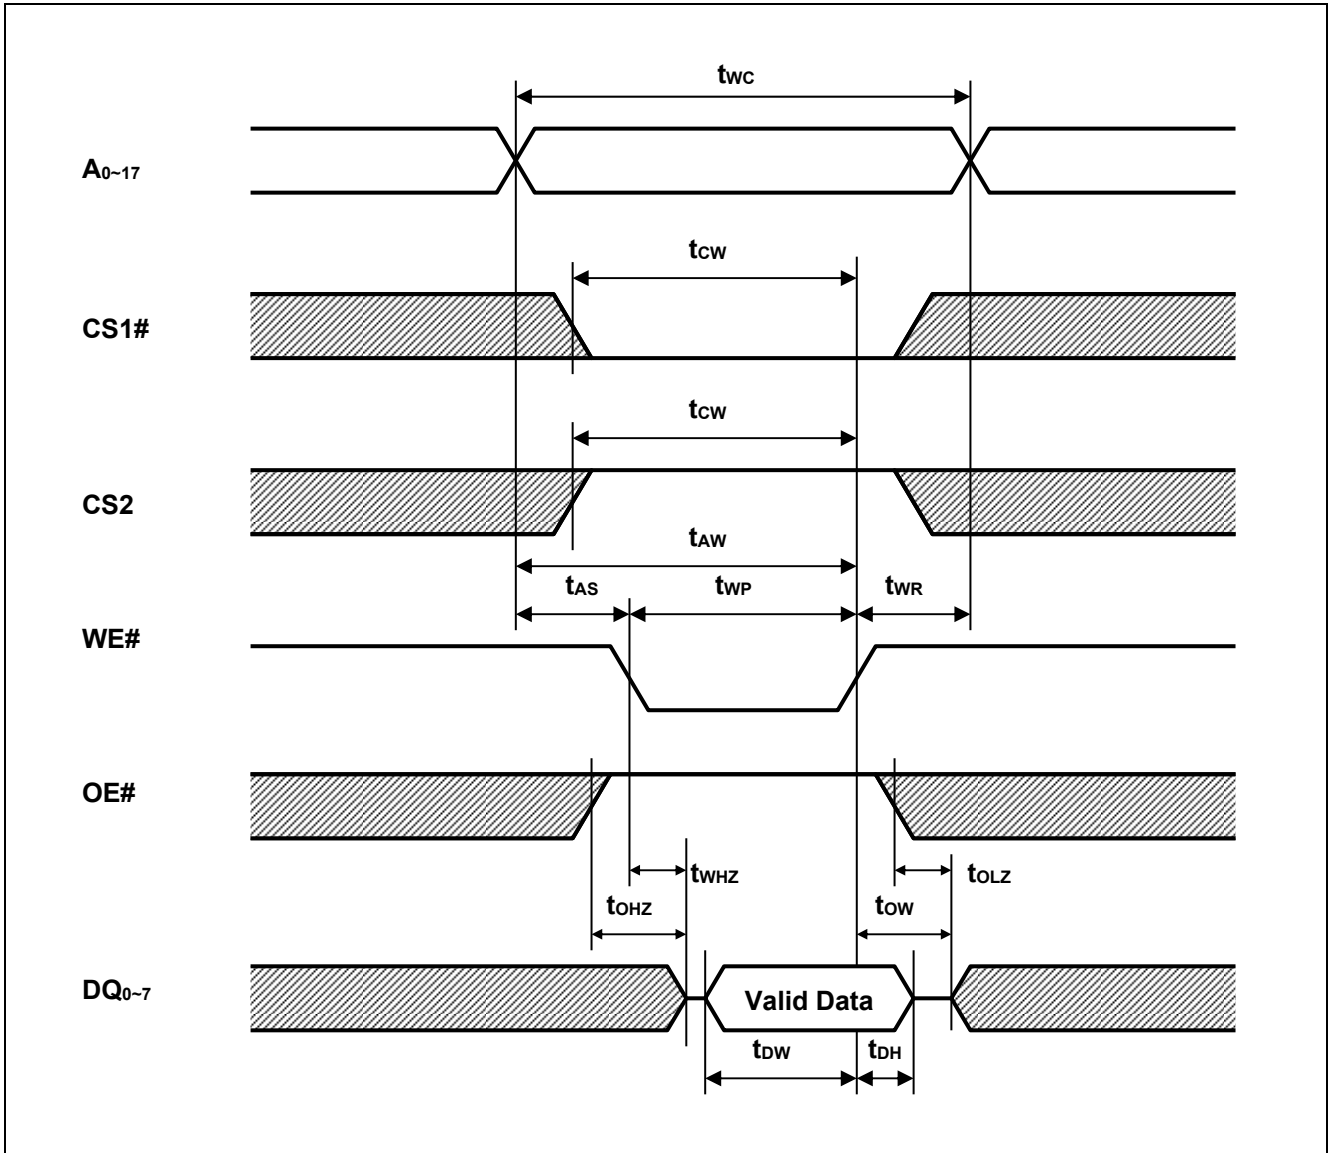 tWC
A0~17
tCW
CS1#
tCW
CS2
tAW
tAS tWP tWR
WE#
OE#
tWHZ tOLZ
tOHZ tOW
DQ0~7 Valid Data
tDW tDH